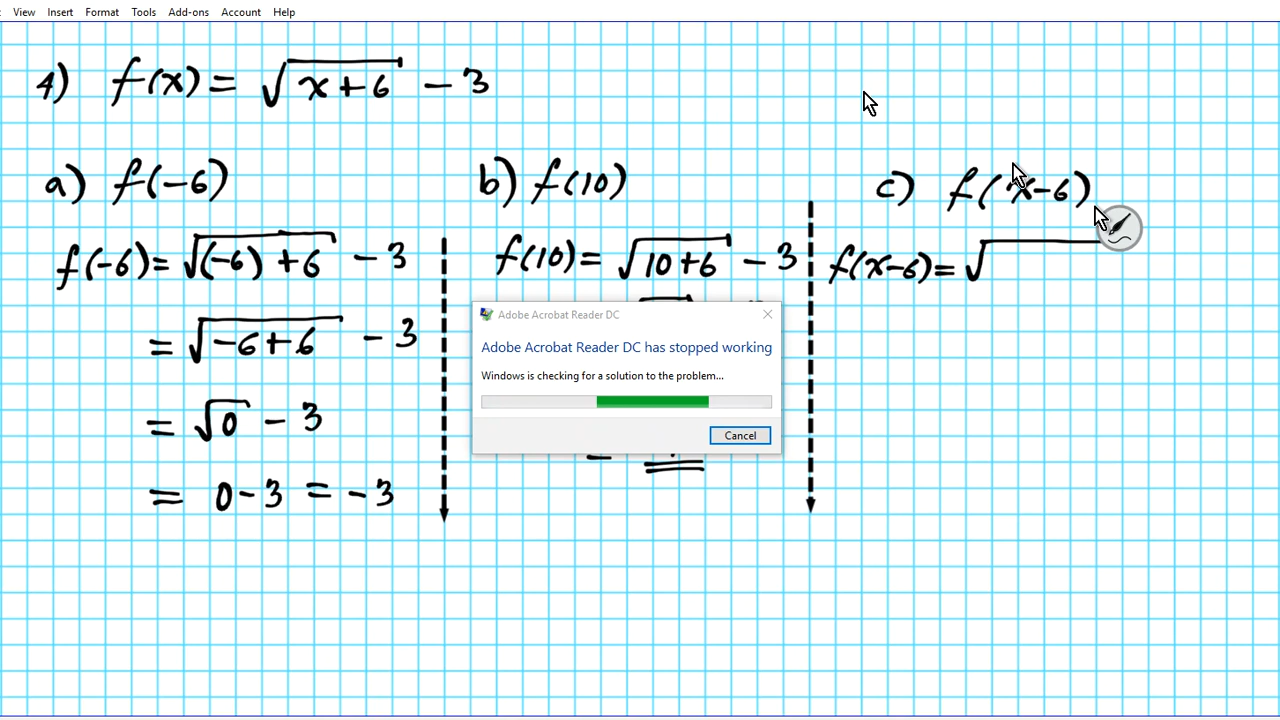 View Insert Format Tools Add-ons Account Help
4) f(x) = √(x+6) - 3
a) f(-6)
f(-6) = √((-6)+6) - 3
= √(-6+6) - 3
= √0 - 3
= 0-3 = -3
b) f(10)
f(10) = √(10+6) - 3
=
c) f(x-6)
f(x-6) = √
Adobe Acrobat Reader DC
Adobe Acrobat Reader DC has stopped working
Windows is checking for a solution to the problem...
Cancel